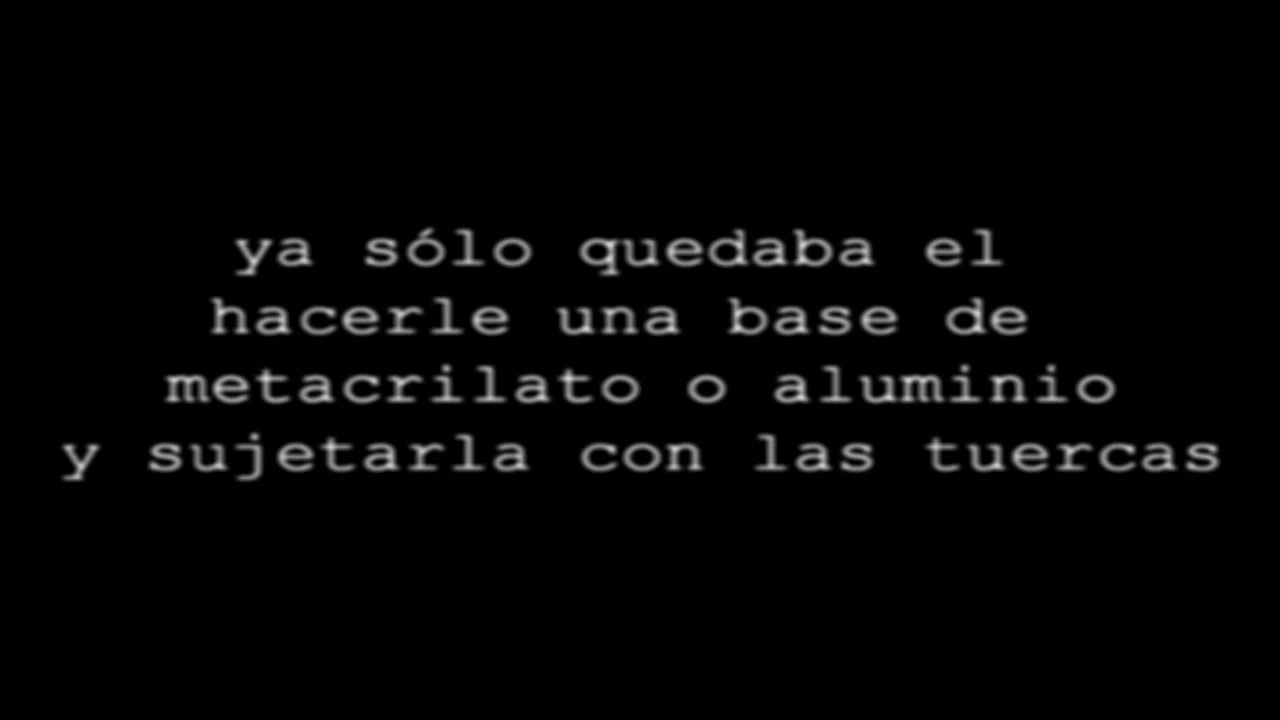 ya sólo quedaba el
hacerle una base de
metacrilato o aluminio
y sujetarla con las tuercas